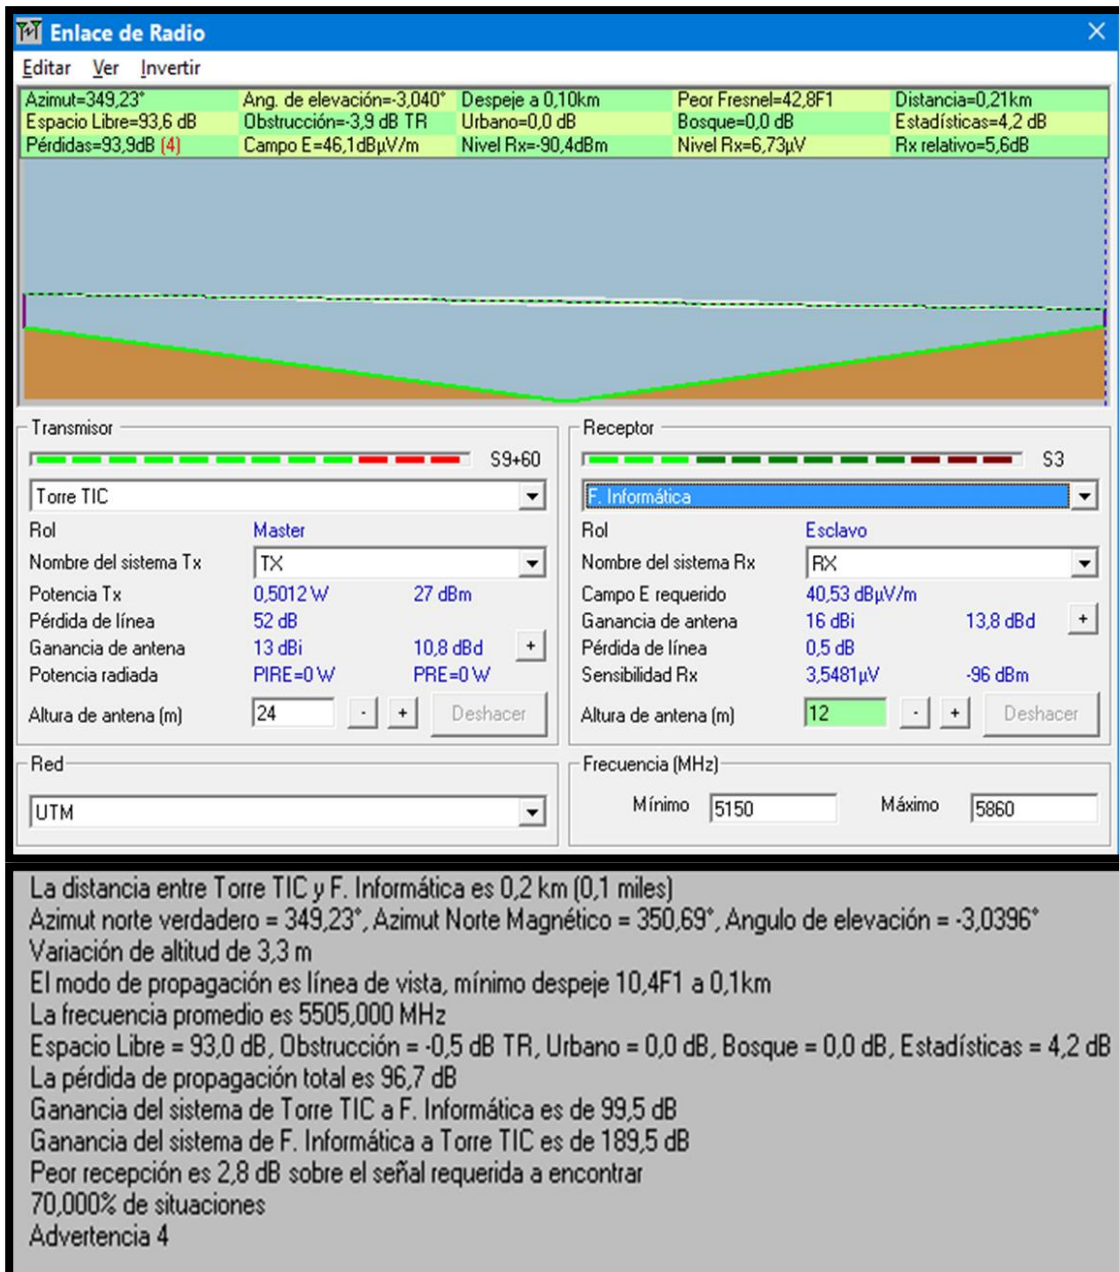 Enlace de Radio
Editar Ver Invertir
Azimut=349,23° Ang. de elevación=-3,040° Despeje a 0,10km Peor Fresnel=42,8F1 Distancia=0,21km
Espacio Libre=93,6 dB Obstrucción=-3,9 dB TR Urbano=0,0 dB Bosque=0,0 dB Estadísticas=4,2 dB
Pérdidas=93,9dB (4) Campo E=46,1dBµV/m Nivel Rx=-90,4dBm Nivel Rx=6,73µV Rx relativo=5,6dB
Transmisor
S9+60
Torre TIC
Rol Master
Nombre del sistema Tx TX
Potencia Tx 0,5012 W 27 dBm
Pérdida de línea 52 dB
Ganancia de antena 13 dBi 10,8 dBd +
Potencia radiada PIRE=0 W PRE=0 W
Altura de antena (m) 24 - + Deshacer
Receptor
S3
F. Informática
Rol Esclavo
Nombre del sistema Rx RX
Campo E requerido 40,53 dBµV/m
Ganancia de antena 16 dBi 13,8 dBd +
Pérdida de línea 0,5 dB
Sensibilidad Rx 3,5481µV -96 dBm
Altura de antena (m) 12 - + Deshacer
Red
UTM
Frecuencia (MHz)
Mínimo 5150 Máximo 5860
La distancia entre Torre TIC y F. Informática es 0,2 km (0,1 miles)
Azimut norte verdadero = 349,23°, Azimut Norte Magnético = 350,69°, Angulo de elevación = -3,0396°
Variación de altitud de 3,3 m
El modo de propagación es línea de vista, mínimo despeje 10,4F1 a 0,1km
La frecuencia promedio es 5505,000 MHz
Espacio Libre = 93,0 dB, Obstrucción = -0,5 dB TR, Urbano = 0,0 dB, Bosque = 0,0 dB, Estadísticas = 4,2 dB
La pérdida de propagación total es 96,7 dB
Ganancia del sistema de Torre TIC a F. Informática es de 99,5 dB
Ganancia del sistema de F. Informática a Torre TIC es de 189,5 dB
Peor recepción es 2,8 dB sobre el señal requerida a encontrar
70,000% de situaciones
Advertencia 4